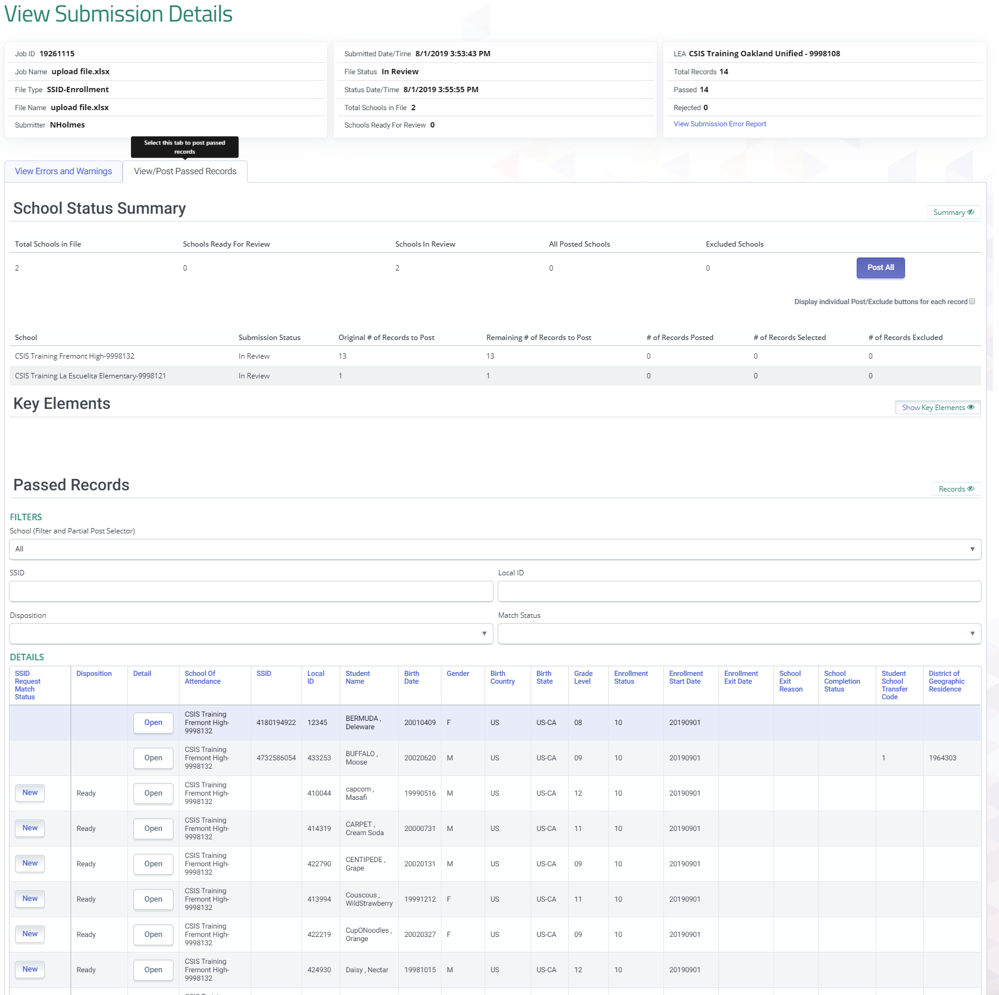 View Submission Details
Job ID 19261115
Job Name upload file.xlsx
File Type SSID-Enrollment
File Name upload file.xlsx
Submitter NHolmes
Submitted Date/Time 8/1/2019 3:53:43 PM
File Status In Review
Status Date/Time 8/1/2019 3:55:55 PM
Total Schools in File 2
Schools Ready For Review 0
LEA CSIS Training Oakland Unified - 9998108
Total Records 14
Passed 14
Rejected 0
View Submission Error Report
Select this tab to post passed
records
View Errors and Warnings View/Post Passed Records
School Status Summary
Summary
Total Schools in File Schools Ready For Review Schools In Review All Posted Schools Excluded Schools
2 0 2 0 0 Post All
Display individual Post/Exclude buttons for each record
School Submission Status Original # of Records to Post Remaining # of Records to Post # of Records Posted # of Records Selected # of Records Excluded
CSIS Training Fremont High-9998132 In Review 13 13 0 0 0
CSIS Training La Escuelita Elementary-9998121 In Review 1 1 0 0 0
Key Elements
Show Key Elements
Passed Records
Records
FILTERS
School (Filter and Partial Post Selector)
All
SSID Local ID
Disposition Match Status
DETAILS
SSID Request Match Status Disposition Detail School Of Attendance SSID Local ID Student Name Birth Date Gender Birth Country Birth State Grade Level Enrollment Status Enrollment Start Date Enrollment Exit Date School Exit Reason School Completion Status Student School Transfer Code District of Geographic Residence
Open CSIS Training Fremont High-9998132 4180194922 12345 BERMUDA , Deleware 20010409 F US US-CA 08 10 20190901
Open CSIS Training Fremont High-9998132 4732586054 433253 BUFFALO , Moose 20020620 M US US-CA 09 10 20190901 1 1964303
New Ready Open CSIS Training Fremont High-9998132 410044 capcom , Masafi 19990516 M US US-CA 12 10 20190901
New Ready Open CSIS Training Fremont High-9998132 414319 CARPET , Cream Soda 20000731 M US US-CA 11 10 20190901
New Ready Open CSIS Training Fremont High-9998132 422790 CENTIPEDE , Grape 20020131 M US US-CA 09 10 20190901
New Ready Open CSIS Training Fremont High-9998132 413994 Couscous , WildStrawberry 19991212 F US US-CA 11 10 20190901
New Ready Open CSIS Training Fremont High-9998132 422219 CupONoodles , Orange 20020327 F US US-CA 09 10 20190901
New Ready Open CSIS Training Fremont High-9998132 424930 Daisy , Nectar 19981015 M US US-CA 12 10 20190901